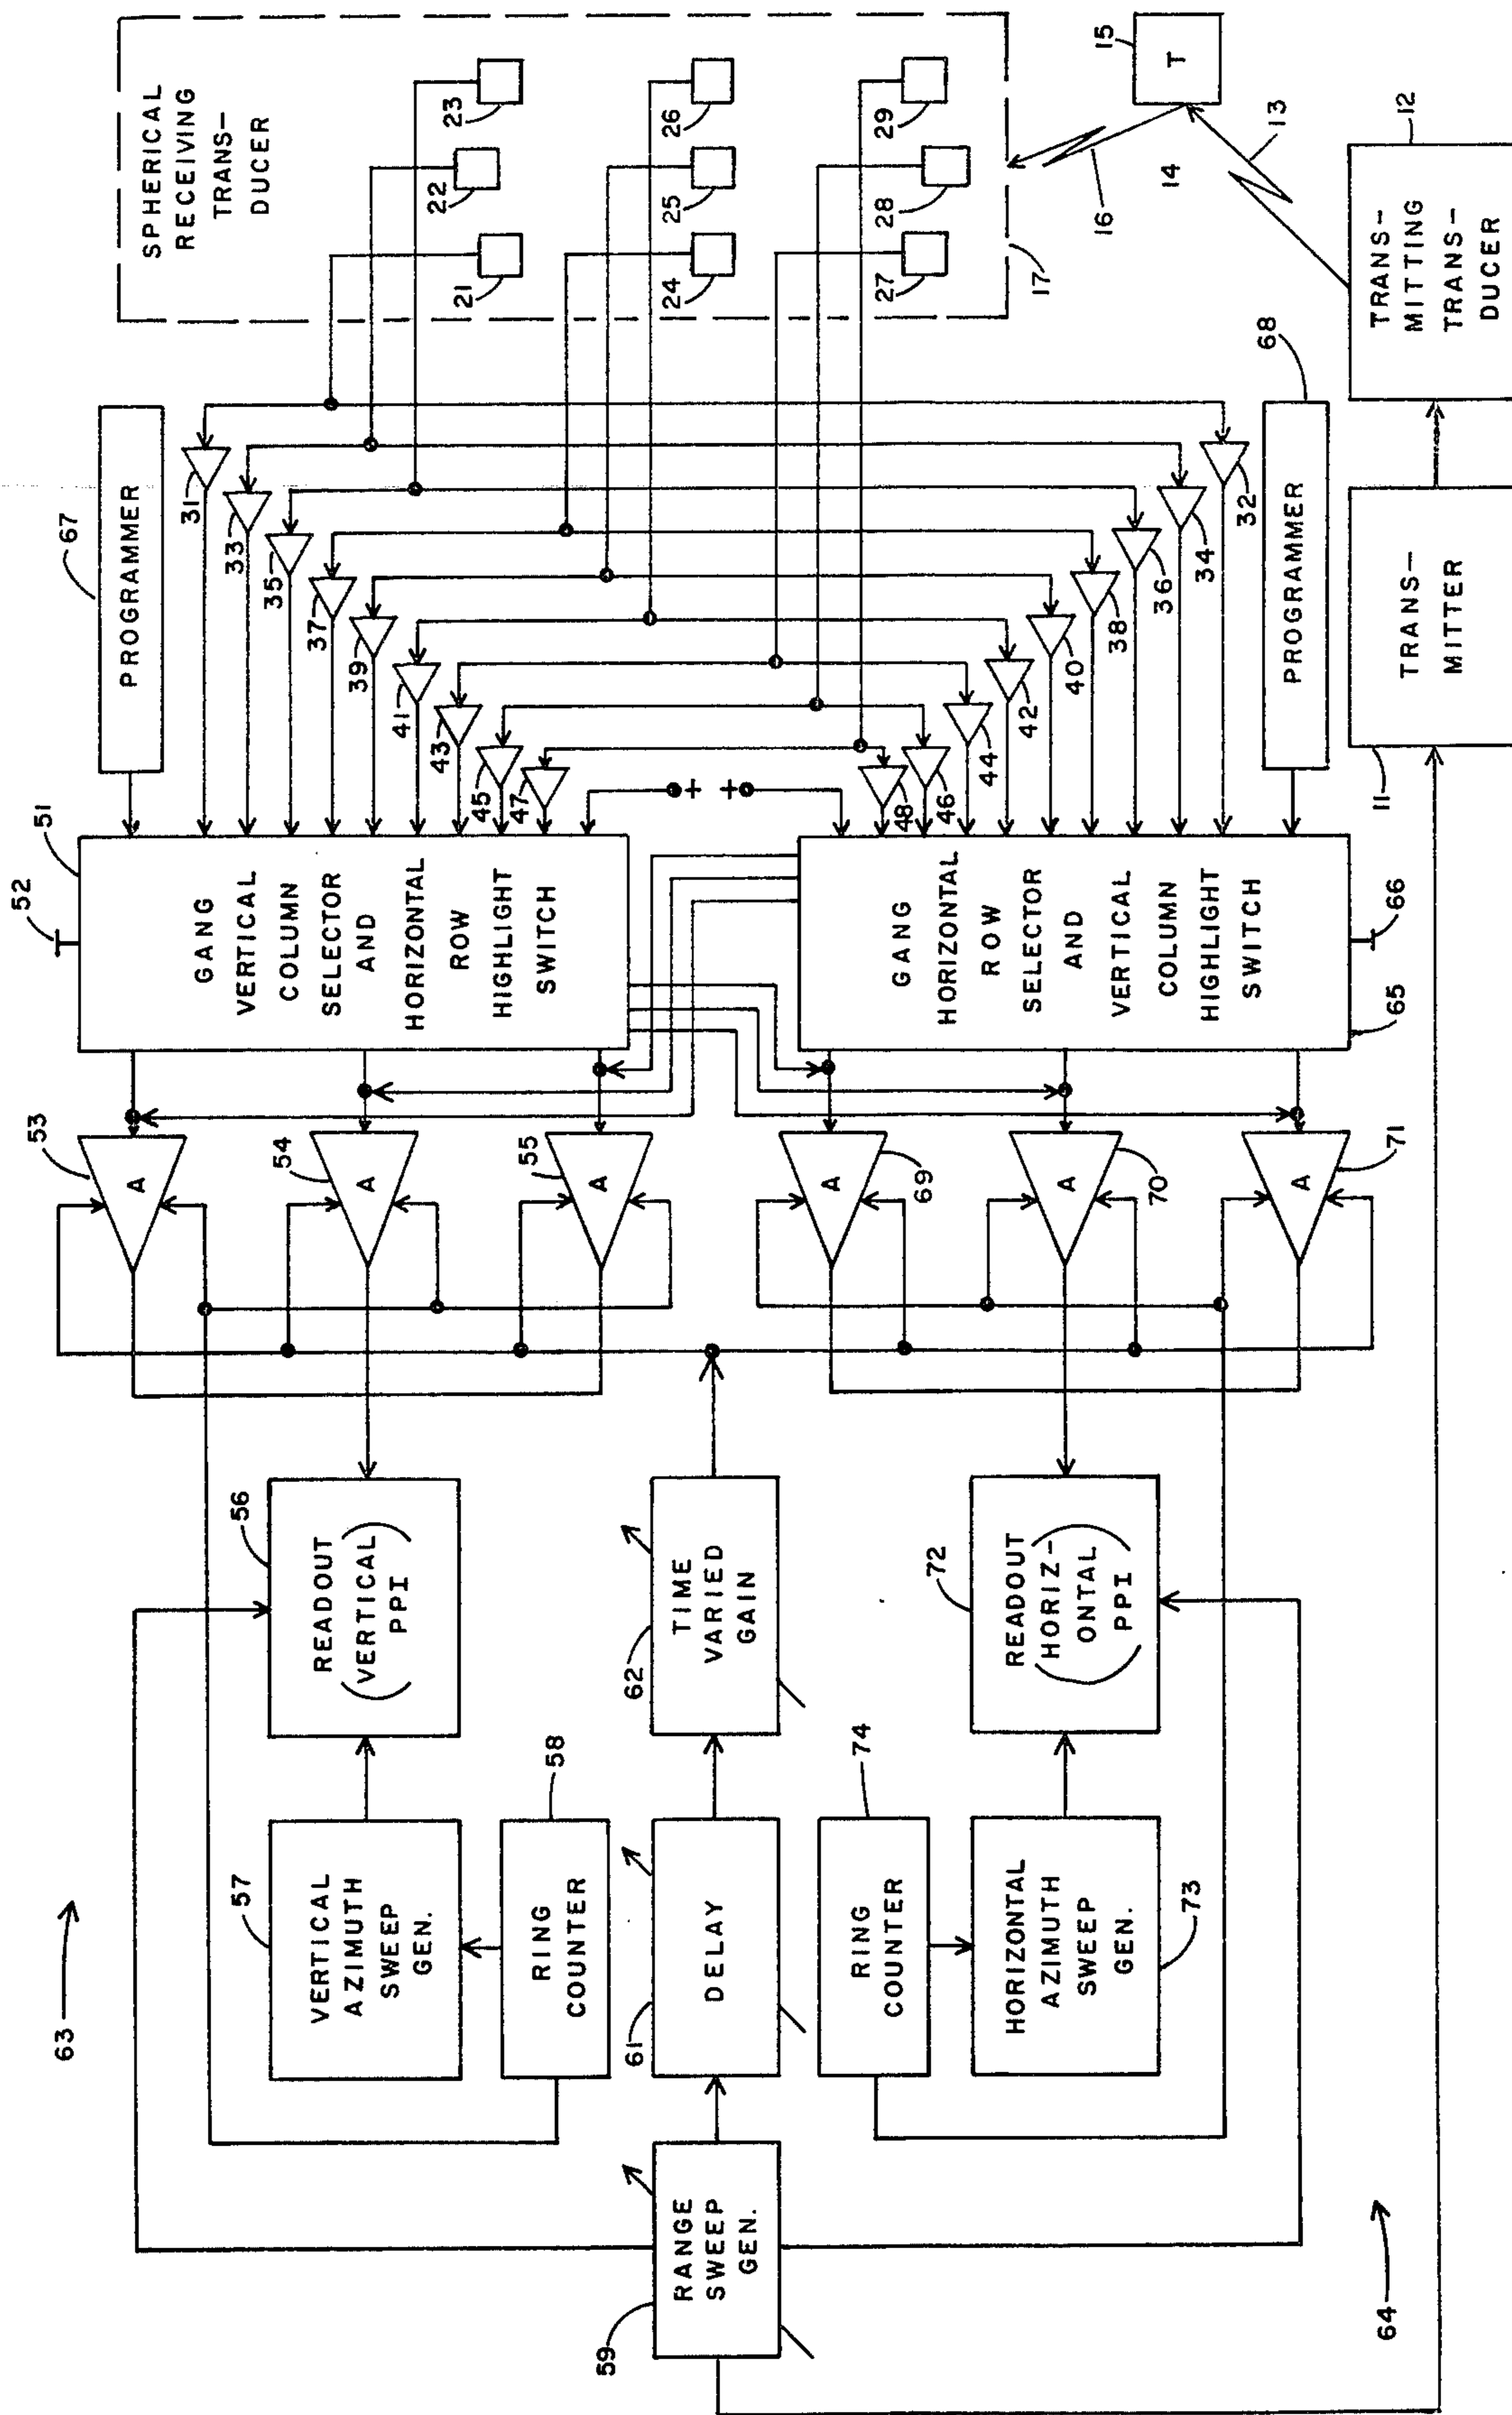 63
64
52
51
67
PROGRAMMER
GANG
VERTICAL
COLUMN
SELECTOR
AND
HORIZONTAL
ROW
HIGHLIGHT
SWITCH
31
33
35
37
39
41
43
45
47
+ +
48
46
44
42
40
38
36
34
32
GANG
HORIZONTAL
ROW
SELECTOR
AND
VERTICAL
COLUMN
HIGHLIGHT
SWITCH
65
66
PROGRAMMER
68
SPHERICAL
RECEIVING
TRANS-
DUCER
21
22
23
24
25
26
27
28
29
17
16
14
13
15
T
12
TRANS-
MITTING
TRANS-
DUCER
TRANS-
MITTER
11
53
A
54
A
55
A
A
69
A
70
A
71
56
READOUT
(VERTICAL)
PPI
57
VERTICAL
AZIMUTH
SWEEP
GEN.
58
RING
COUNTER
59
RANGE
SWEEP
GEN.
61
DELAY
62
TIME
VARIED
GAIN
74
RING
COUNTER
HORIZONTAL
AZIMUTH
SWEEP
GEN.
73
72
READOUT
(HORIZ-
ONTAL)
PPI